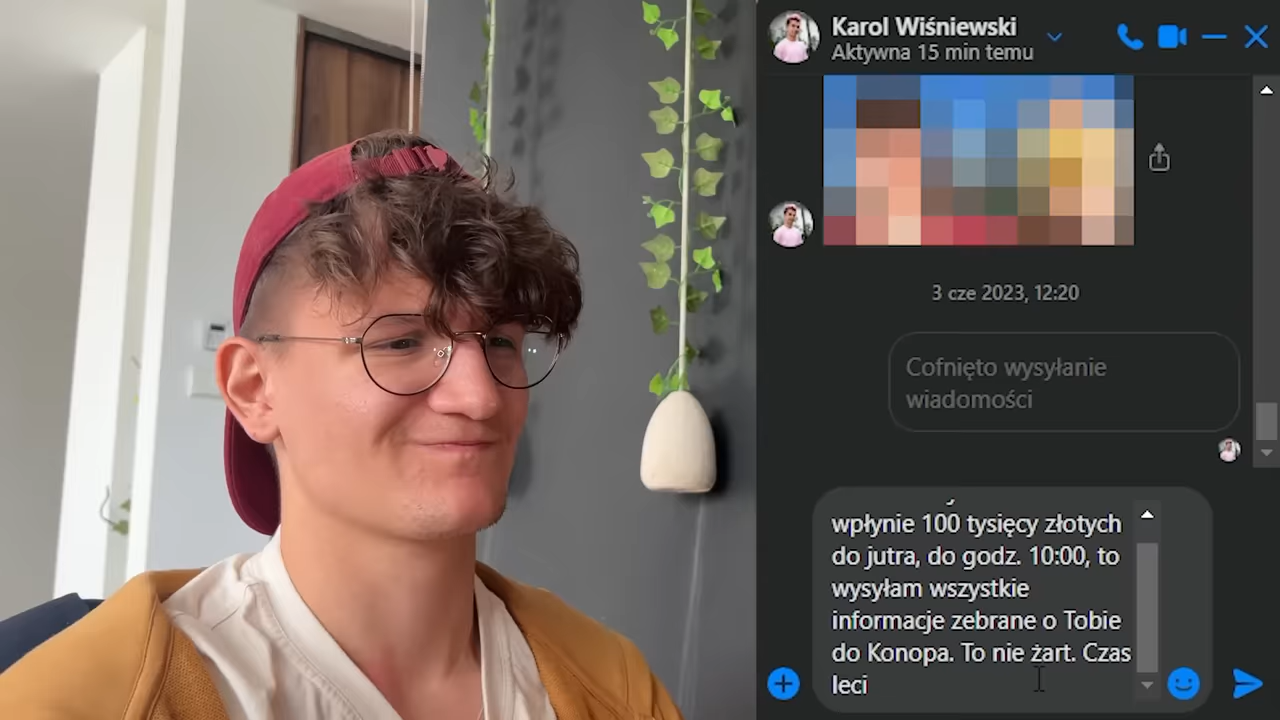 Karol Wiśniewski
Aktywna 15 min temu
3 cze 2023, 12:20
Cofnięto wysyłanie
wiadomości
wpłynie 100 tysięcy złotych
do jutra, do godz. 10:00, to
wysyłam wszystkie
informacje zebrane o Tobie
do Konopa. To nie żart. Czas
leci